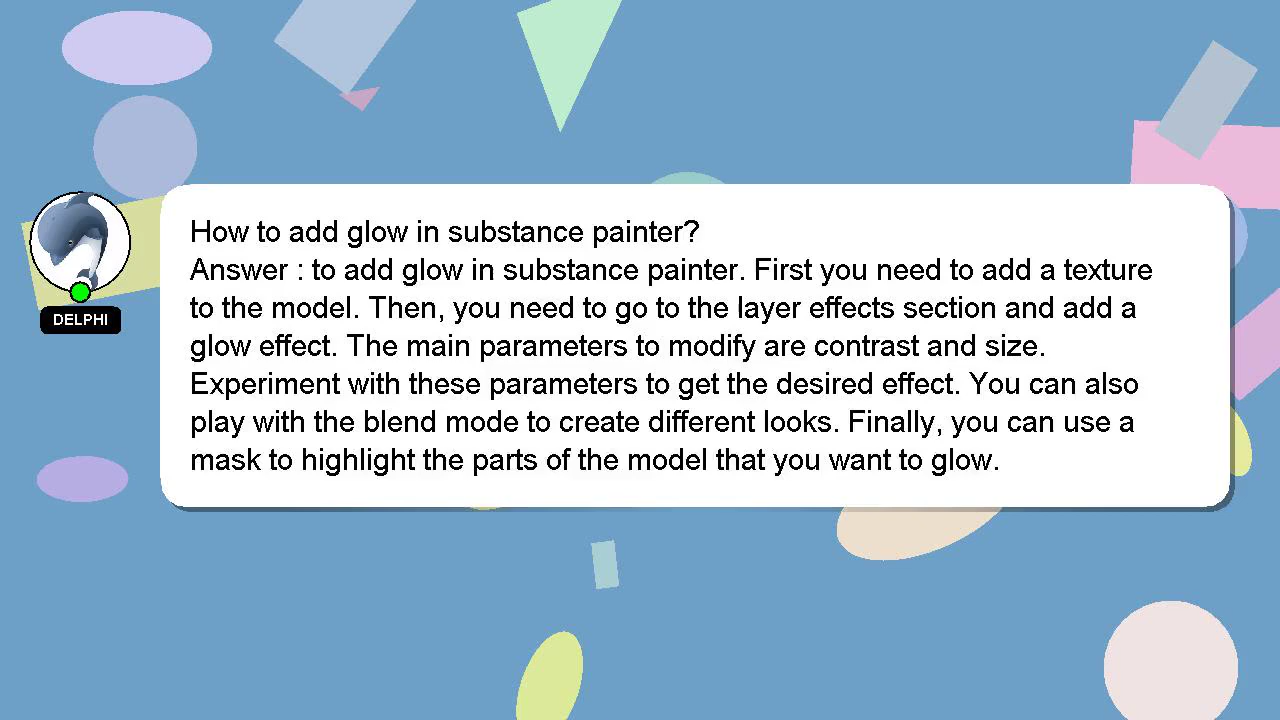 How to add glow in substance painter?
Answer : to add glow in substance painter. First you need to add a texture
to the model. Then, you need to go to the layer effects section and add a
glow effect. The main parameters to modify are contrast and size.
Experiment with these parameters to get the desired effect. You can also
play with the blend mode to create different looks. Finally, you can use a
mask to highlight the parts of the model that you want to glow.
DELPHI